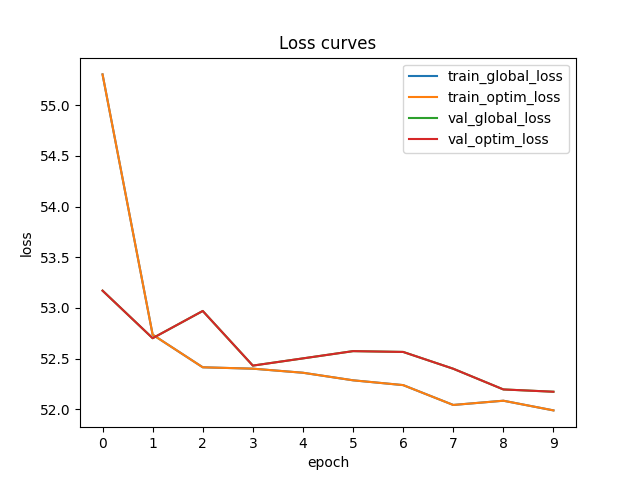 Loss curves
train_global_loss
train_optim_loss
val_global_loss
val_optim_loss
55.0
54.5
54.0
53.5
53.0
52.5
52.0
loss
0 1 2 3 4 5 6 7 8 9
epoch